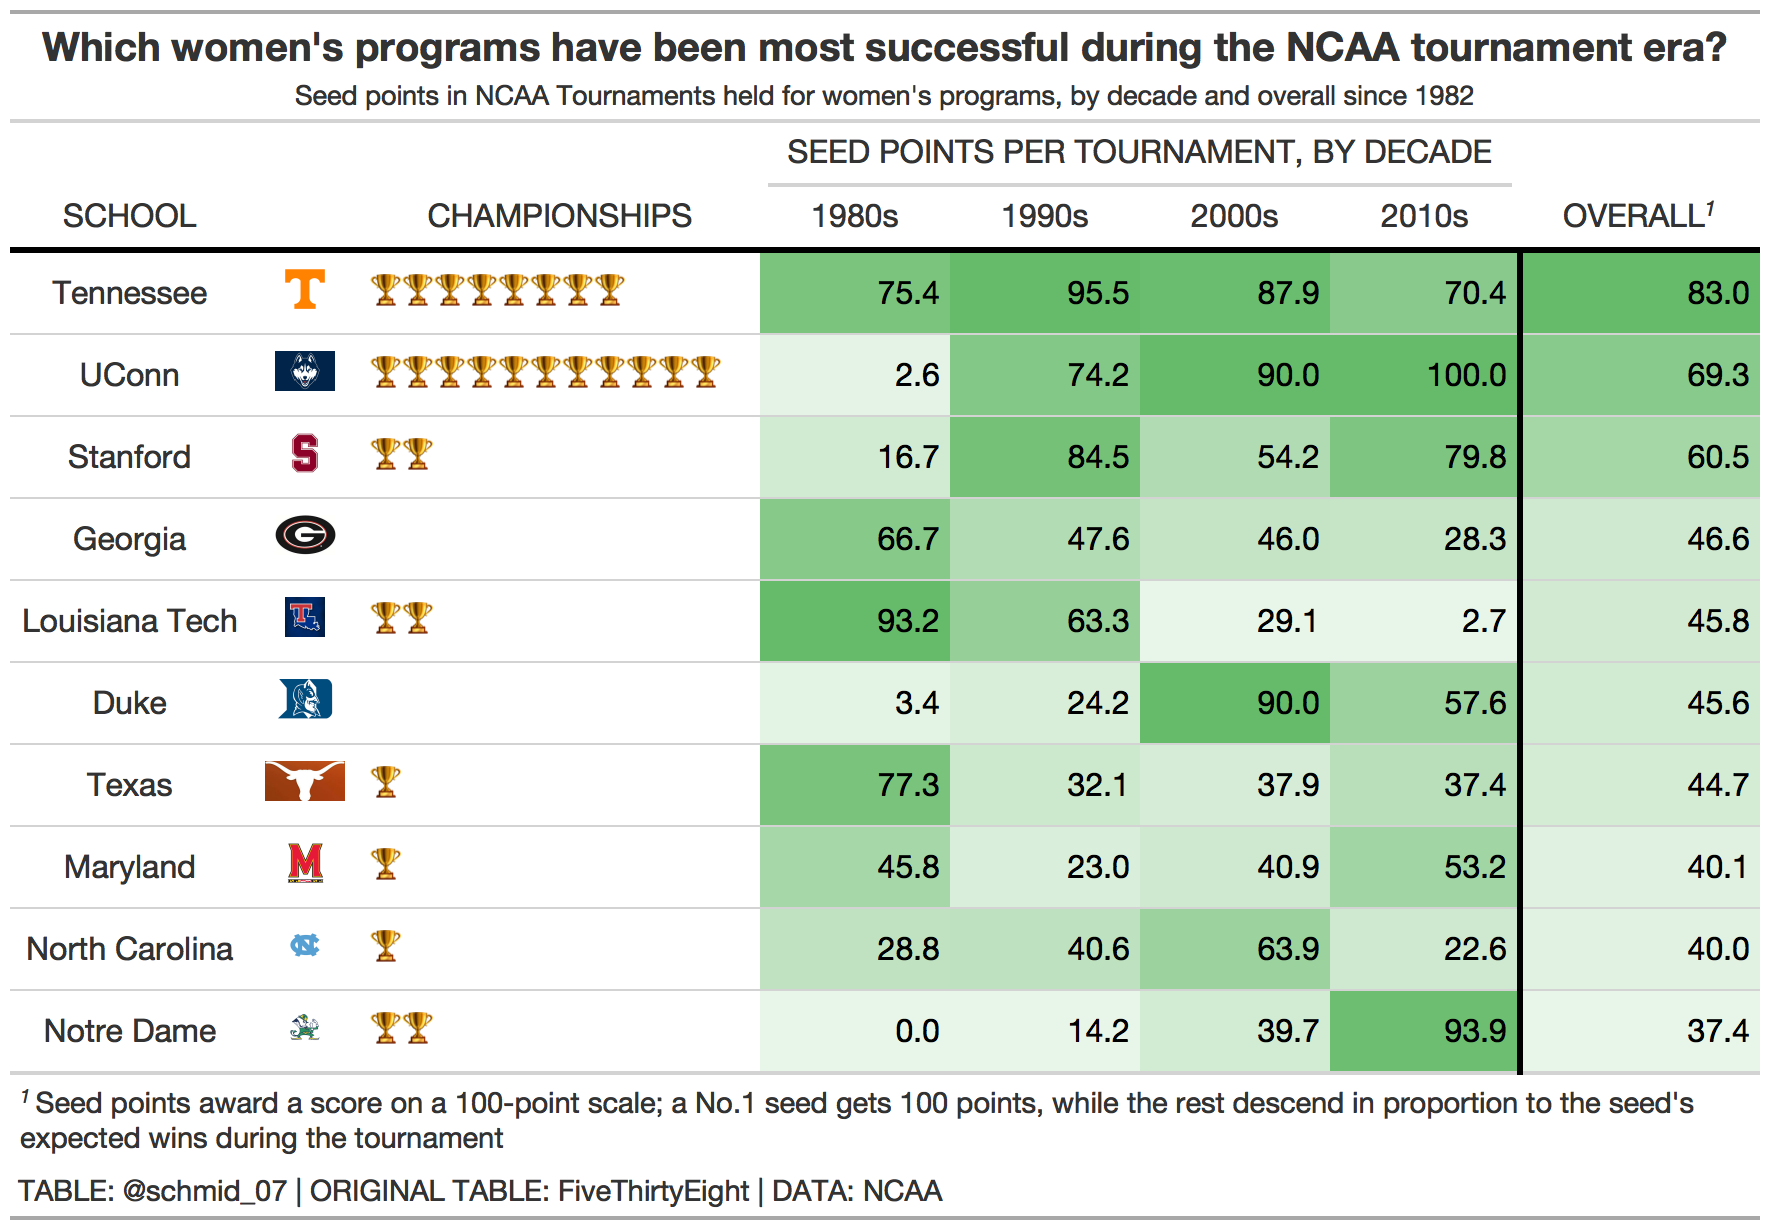 Which women's programs have been most successful during the NCAA tournament era?
Seed points in NCAA Tournaments held for women's programs, by decade and overall since 1982
SEED POINTS PER TOURNAMENT, BY DECADE
SCHOOL CHAMPIONSHIPS 1980s 1990s 2000s 2010s OVERALL1
Tennessee T 75.4 95.5 87.9 70.4 83.0
UConn 2.6 74.2 90.0 100.0 69.3
Stanford S 16.7 84.5 54.2 79.8 60.5
Georgia G 66.7 47.6 46.0 28.3 46.6
Louisiana Tech T 93.2 63.3 29.1 2.7 45.8
Duke D 3.4 24.2 90.0 57.6 45.6
Texas 77.3 32.1 37.9 37.4 44.7
Maryland M 45.8 23.0 40.9 53.2 40.1
North Carolina NC 28.8 40.6 63.9 22.6 40.0
Notre Dame 0.0 14.2 39.7 93.9 37.4
1 Seed points award a score on a 100-point scale; a No.1 seed gets 100 points, while the rest descend in proportion to the seed's
expected wins during the tournament
TABLE: @schmid_07 | ORIGINAL TABLE: FiveThirtyEight | DATA: NCAA